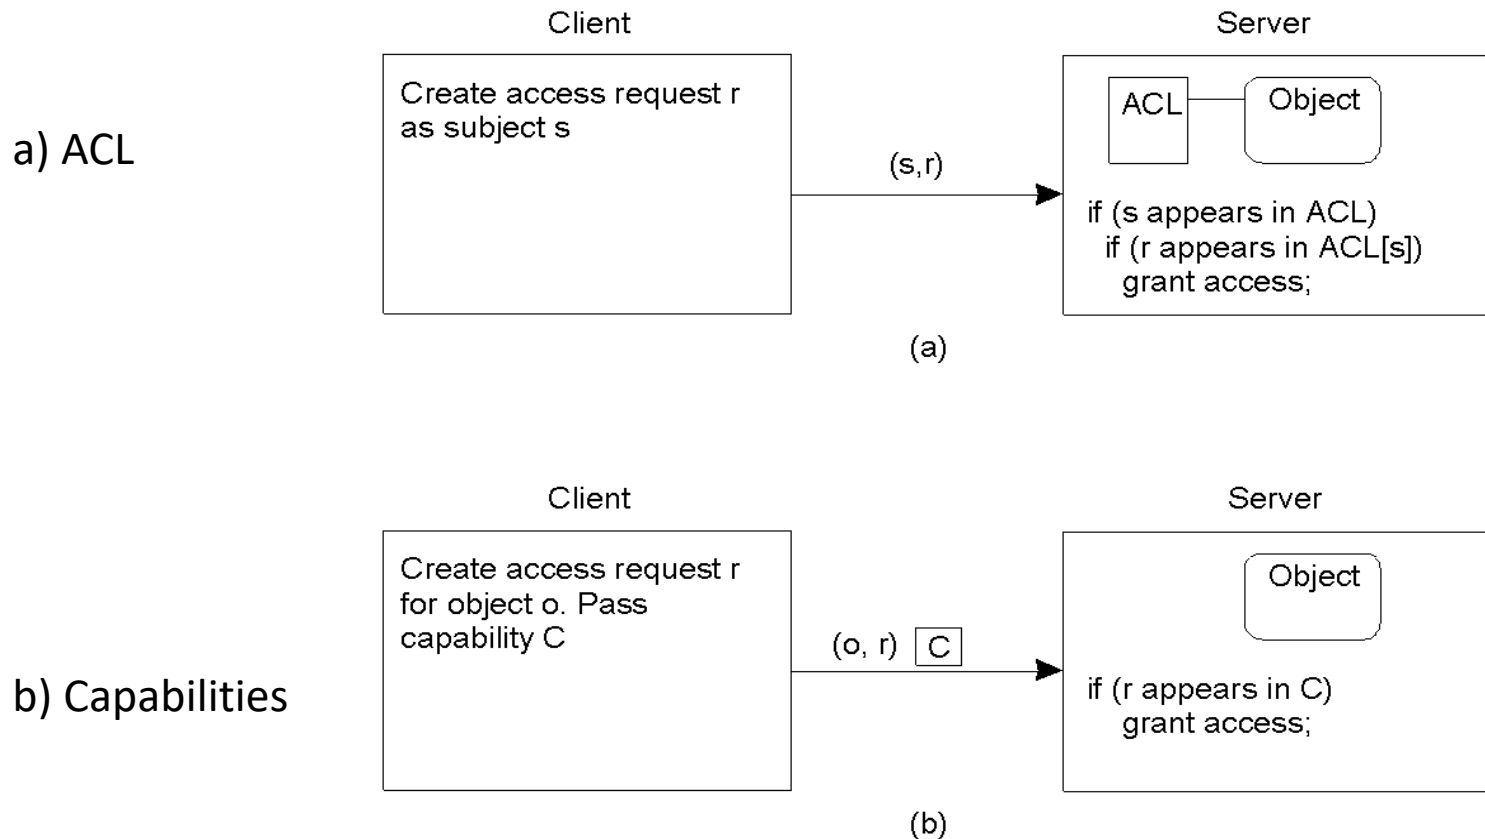 a) ACL
Client
Create access request r
as subject s
(s,r)
Server
ACL
Object
if (s appears in ACL)
if (r appears in ACL[s])
grant access;
(a)
b) Capabilities
Client
Create access request r
for object o. Pass
capability C
(o, r)
C
Server
Object
if (r appears in C)
grant access;
(b)